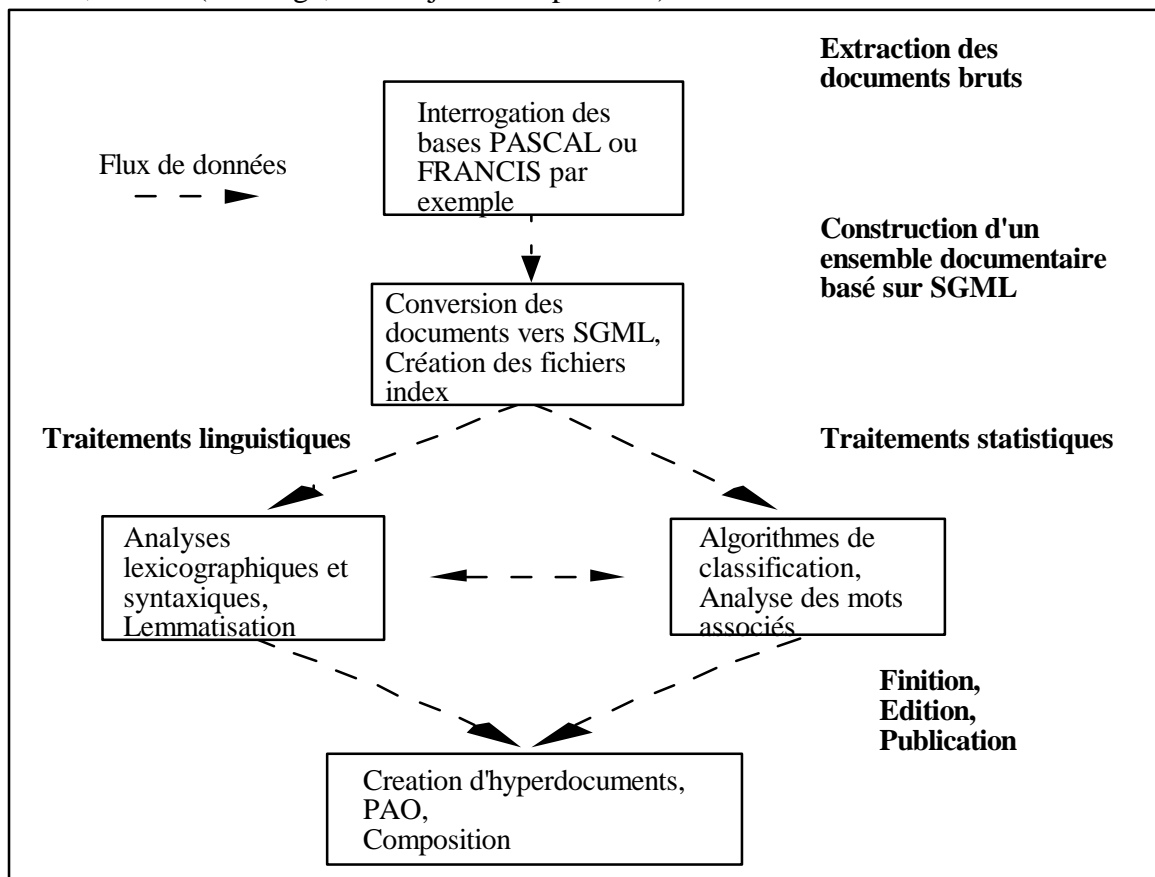 Extraction des
documents bruts
Interrogation des
bases PASCAL ou
FRANCIS par
exemple
Flux de données
Construction d'un
ensemble documentaire
basé sur SGML
Conversion des
documents vers SGML,
Création des fichiers
index
Traitements linguistiques
Traitements statistiques
Analyses
lexicographiques et
syntaxiques,
Lemmatisation
Algorithmes de
classification,
Analyse des mots
associés
Finition,
Edition,
Publication
Creation d'hyperdocuments,
PAO,
Composition